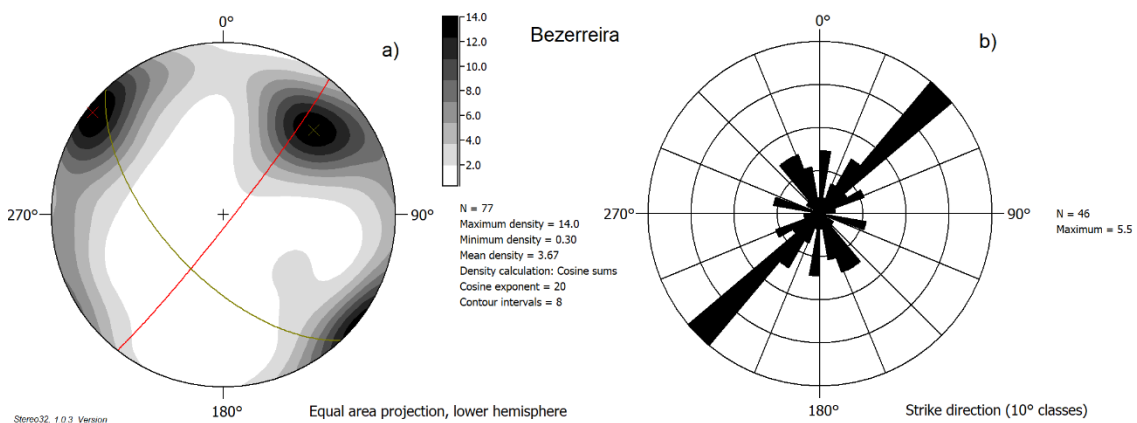 Bezerreira
a)
0°
90°
180°
270°
14.0
12.0
10.0
8.0
6.0
4.0
2.0
N = 77
Maximum density = 14.0
Minimum density = 0.30
Mean density = 3.67
Density calculation: Cosine sums
Cosine exponent = 20
Contour intervals = 8
Equal area projection, lower hemisphere
Stereo32, 1.0.3 Version
b)
0°
90°
180°
270°
N = 46
Maximum = 5.5
Strike direction (10° classes)